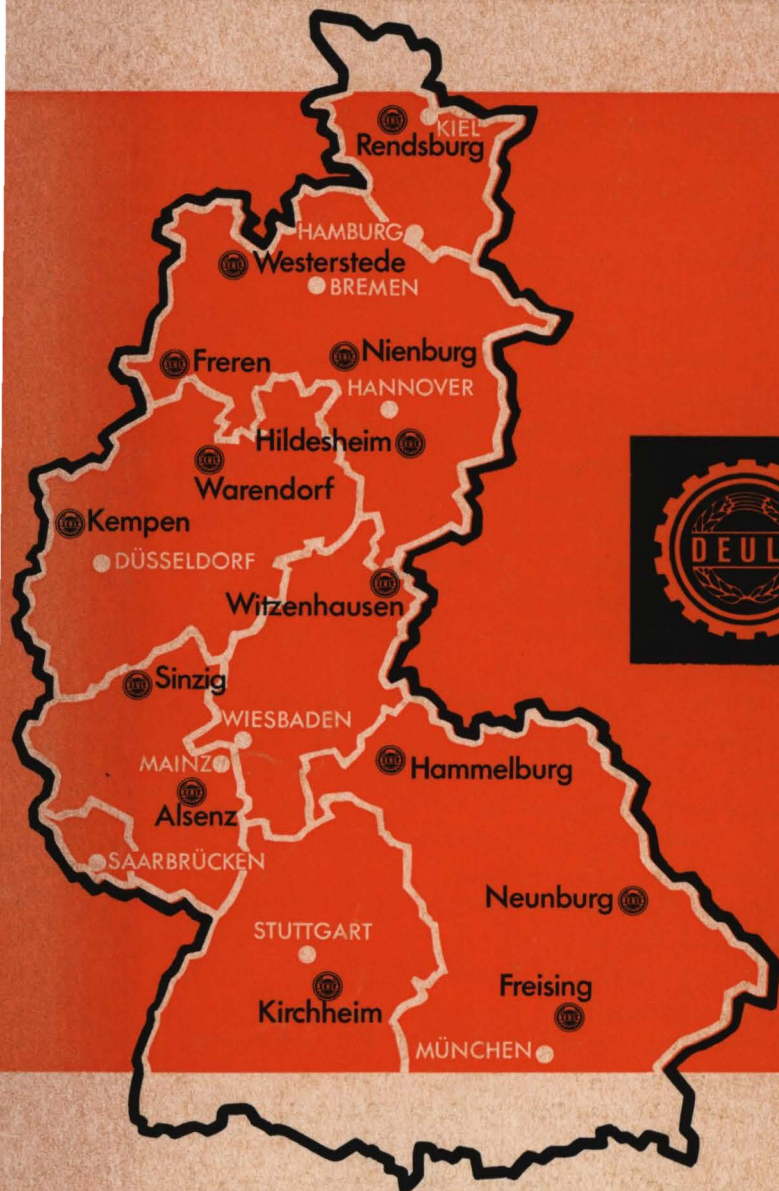 KIEL
Rendsburg
HAMBURG
Westerstede
BREMEN
Freren
Nienburg
HANNOVER
Hildesheim
Warendorf
Kempen
DÜSSELDORF
Witzenhausen
Sinzig
WIESBADEN
MAINZ
Hammelburg
Alsenz
SAARBRÜCKEN
Neunburg
STUTTGART
Freising
Kirchheim
MÜNCHEN
DEUL